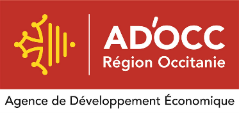 AD'OCC
Région Occitanie
Agence de Développement Économique